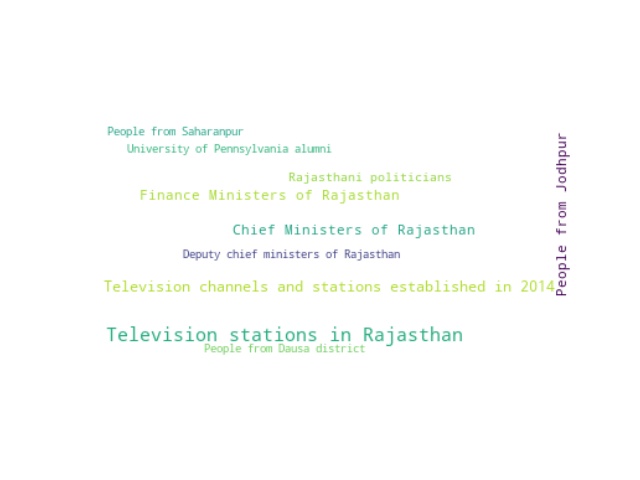 People from Saharanpur
University of Pennsylvania alumni
Rajasthani politicians
Finance Ministers of Rajasthan
Chief Ministers of Rajasthan
Deputy chief ministers of Rajasthan
Television channels and stations established in 2014
Television stations in Rajasthan
People from Dausa district
People from Jodhpur